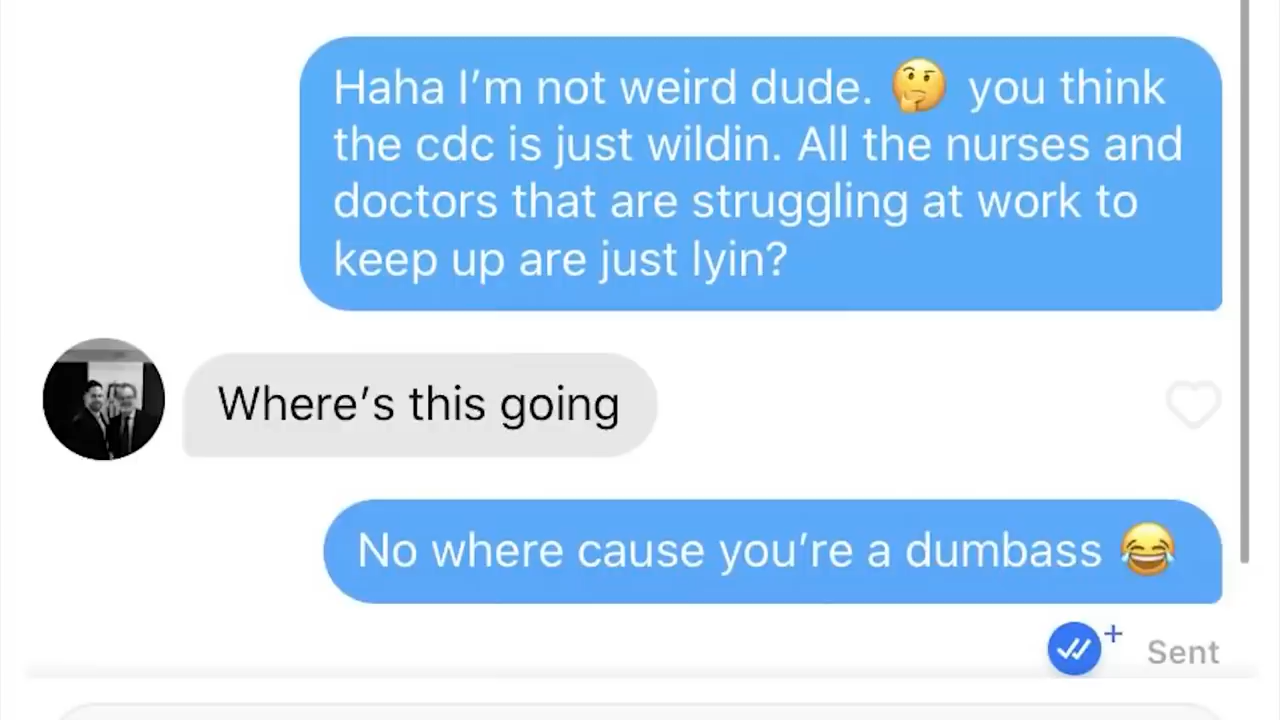 Haha I’m not weird dude. 🤔 you think
the cdc is just wildin. All the nurses and
doctors that are struggling at work to
keep up are just lyin?
Where’s this going
No where cause you’re a dumbass 😂
Sent